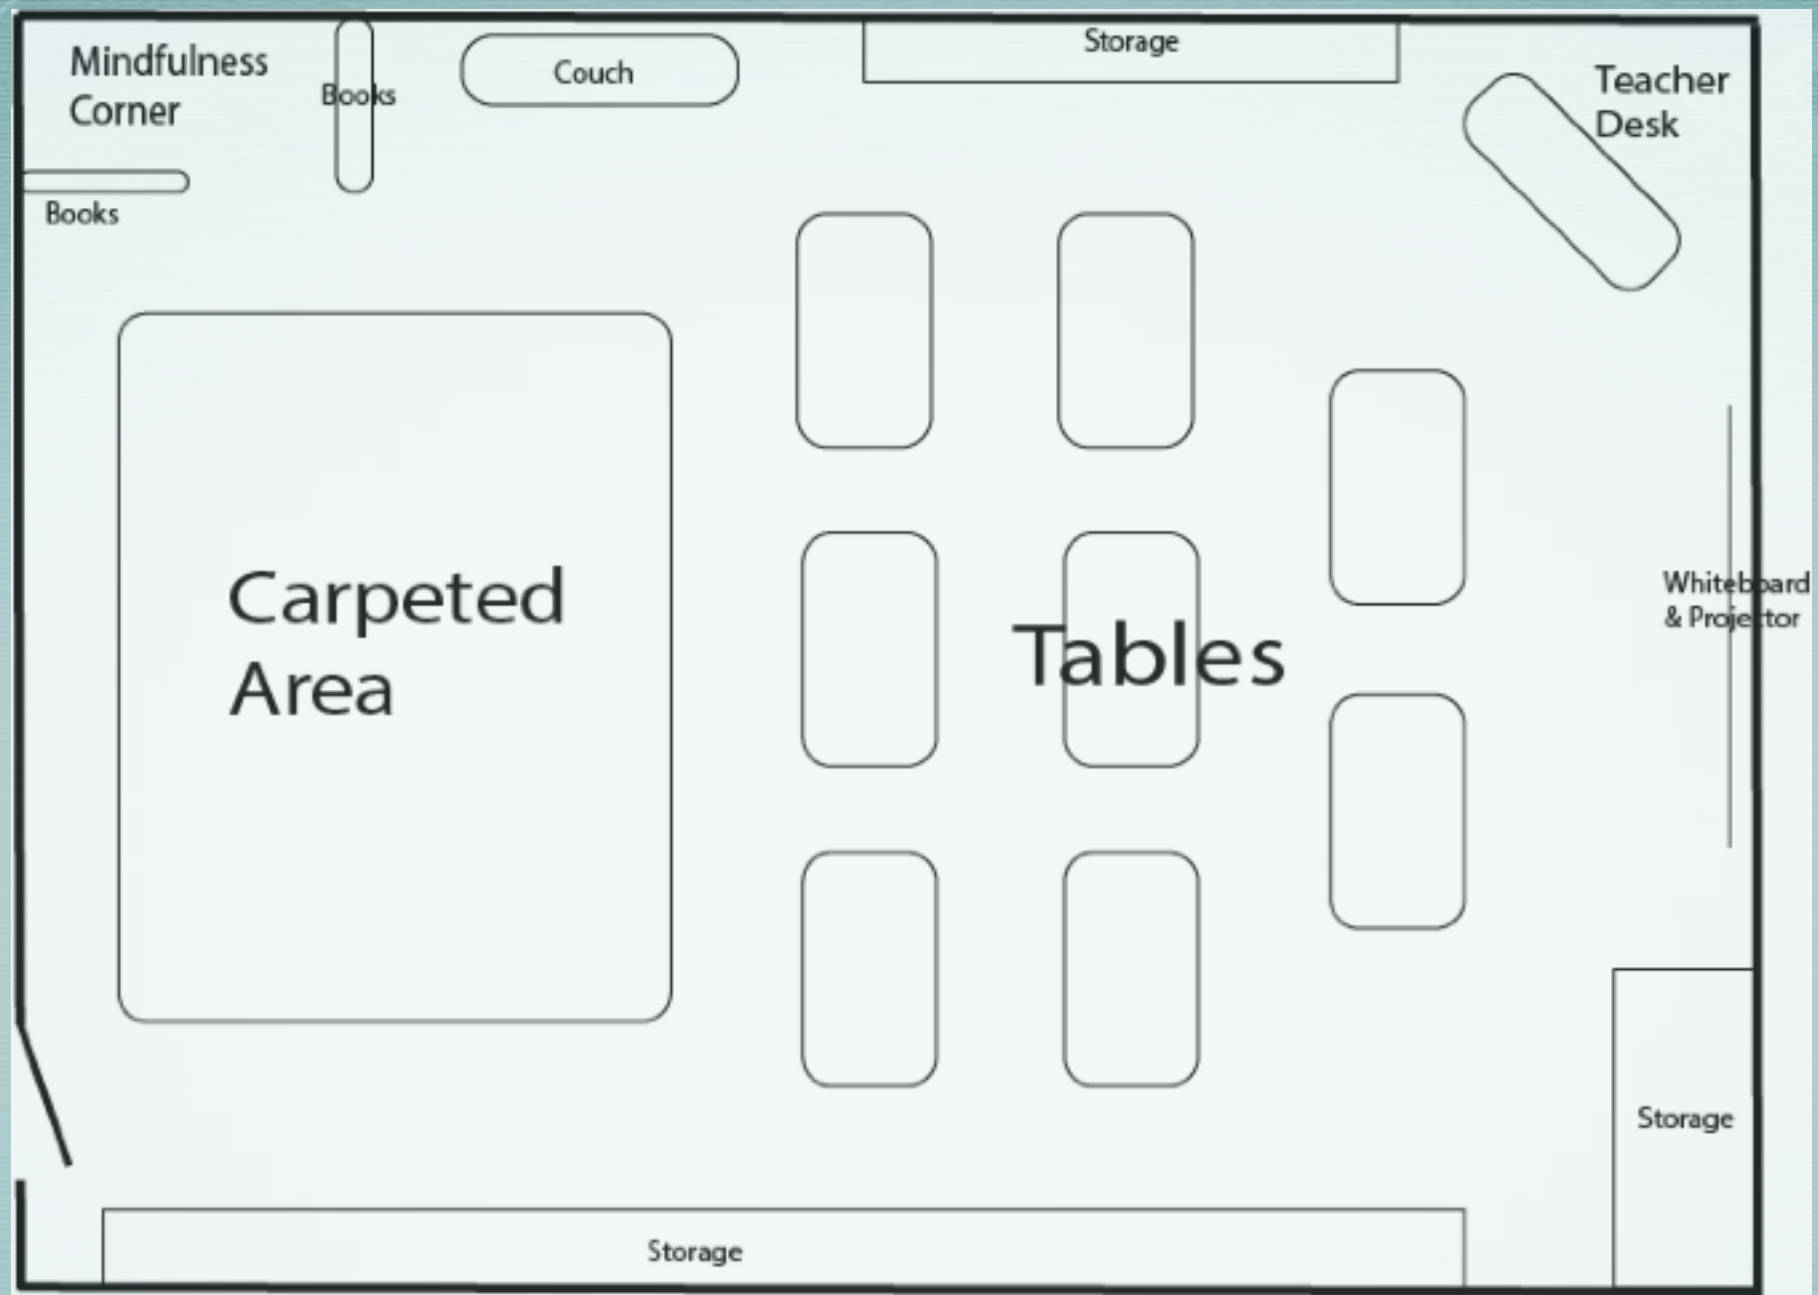 Mindfulness
Corner
Books
Couch
Storage
Teacher
Desk
Books
Carpeted
Area
Tables
Whiteboard
& Projector
Storage
Storage